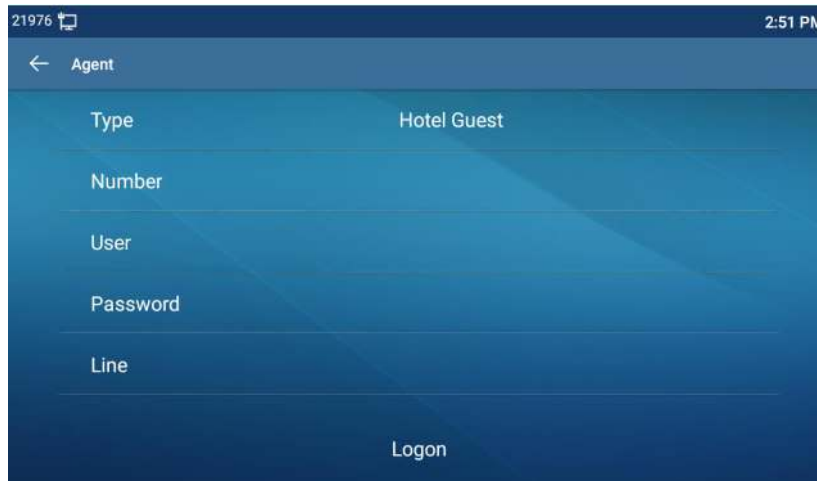 21976 2:51 PM
Agent
Type Hotel Guest
Number
User
Password
Line
Logon